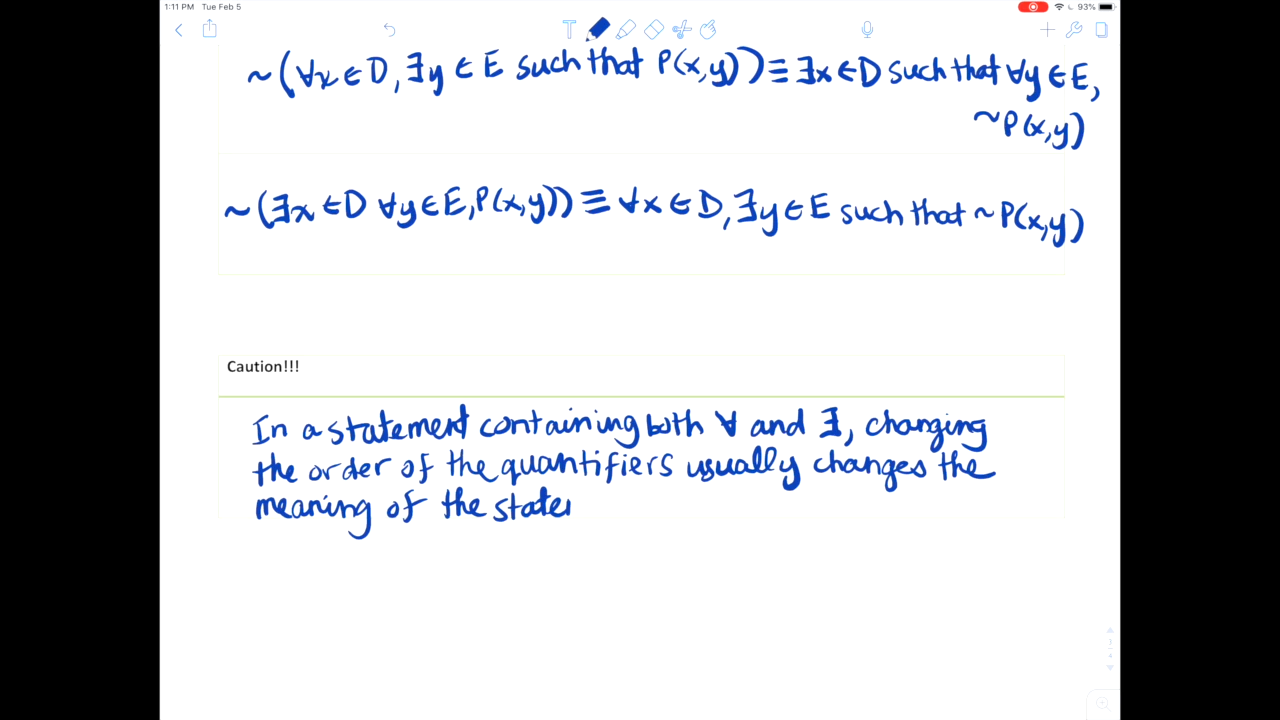 1:11 PM Tue Feb 5
93%
T
~(∀x ∈ D, ∃y ∈ E such that P(x,y)) ≡ ∃x ∈ D such that ∀y ∈ E,
~P(x,y)
~(∃x ∈ D ∀y ∈ E, P(x,y)) ≡ ∀x ∈ D, ∃y ∈ E such that ~P(x,y)
Caution!!!
In a statement containing both ∀ and ∃, changing
the order of the quantifiers usually changes the
meaning of the state